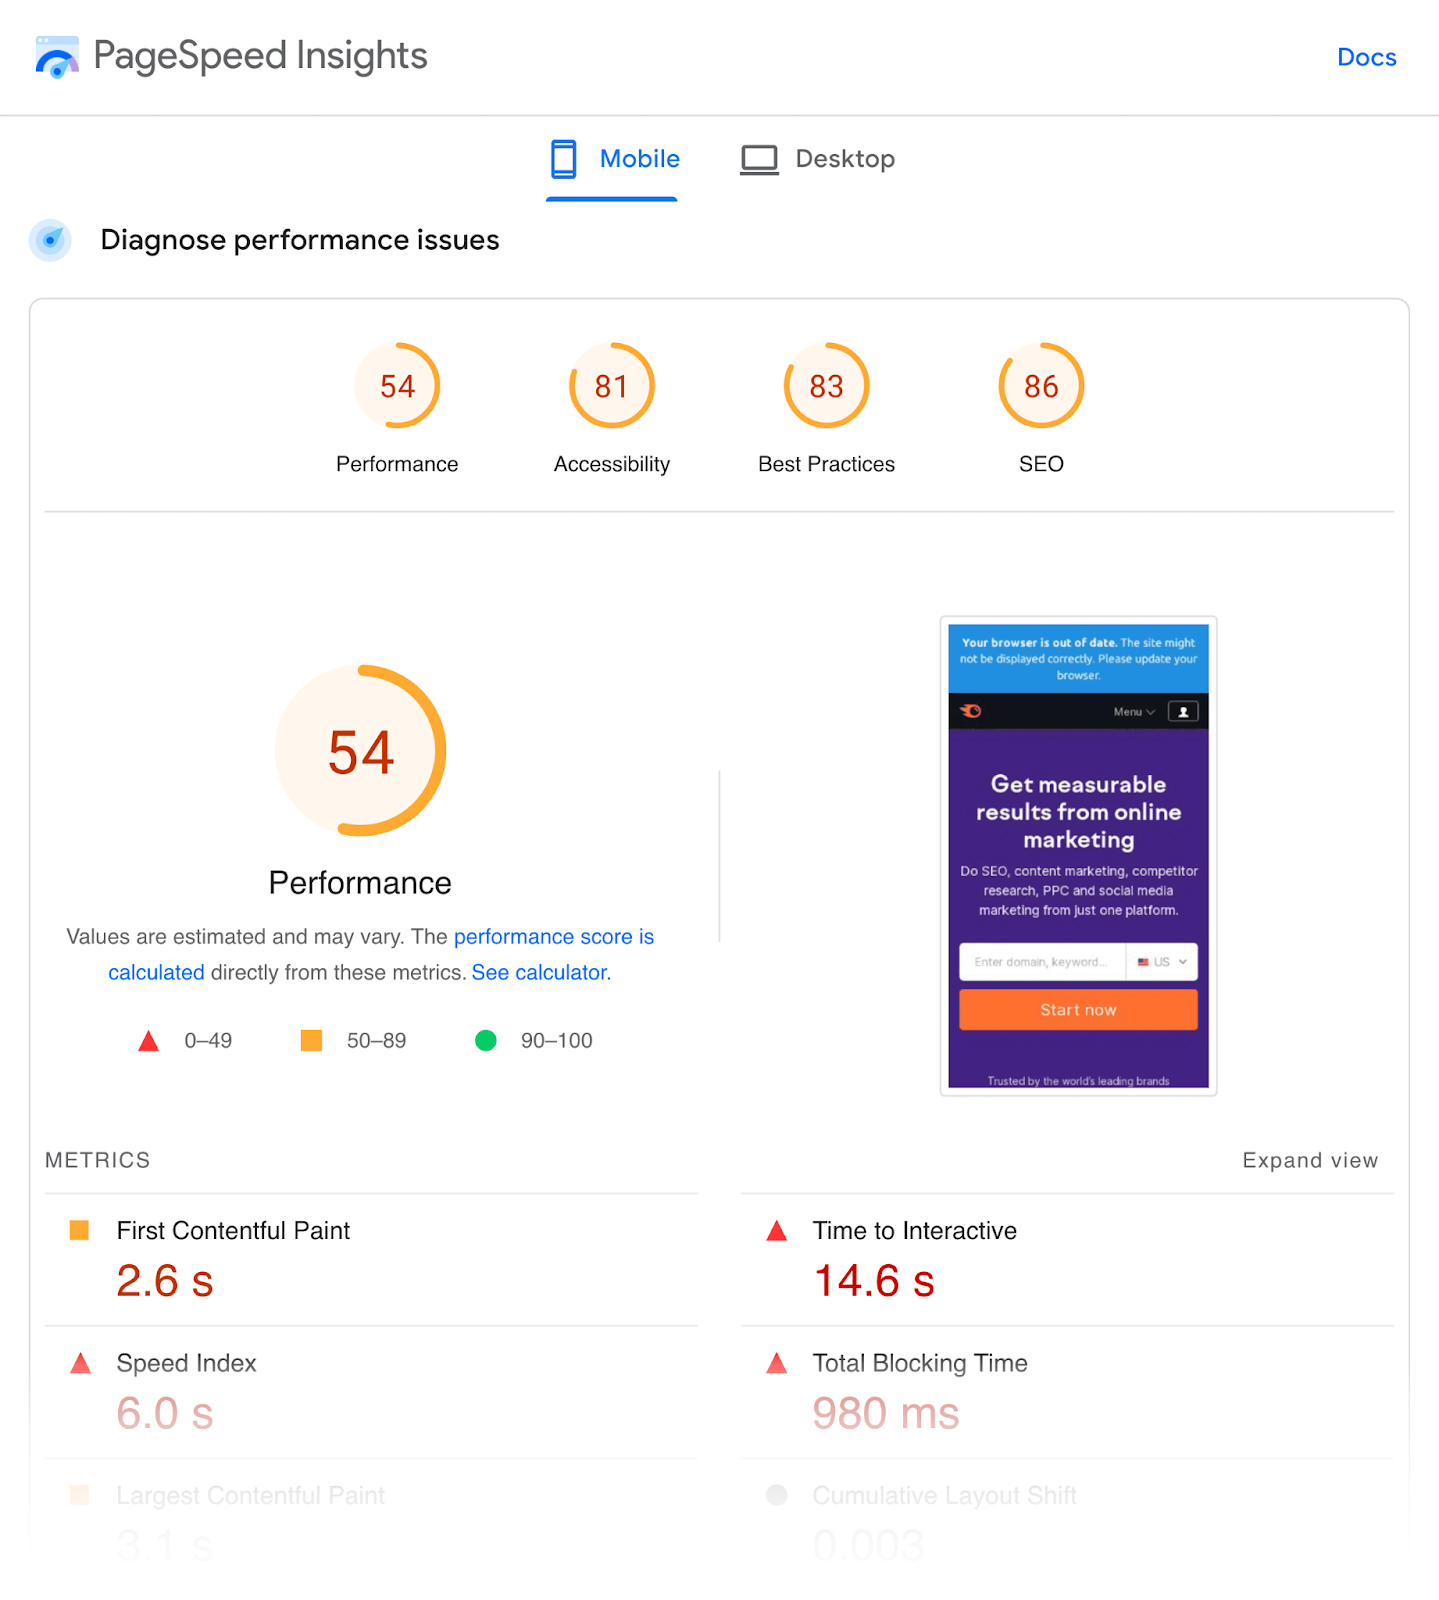 PageSpeed Insights
Docs
Mobile
Desktop
Diagnose performance issues
54
81
83
86
Performance
Accessibility
Best Practices
SEO
54
Performance
Values are estimated and may vary. The performance score is
calculated directly from these metrics. See calculator.
0–49
50–89
90–100
Your browser is out of date. The site might
not be displayed correctly. Please update your
browser.
Menu
Get measurable
results from online
marketing
Do SEO, content marketing, competitor
research, PPC and social media
marketing from just one platform.
Enter domain, keyword...
US
Start now
Trusted by the world's leading brands
METRICS
Expand view
First Contentful Paint
2.6 s
Time to Interactive
14.6 s
Speed Index
6.0 s
Total Blocking Time
980 ms
Largest Contentful Paint
3.1 s
Cumulative Layout Shift
0.003